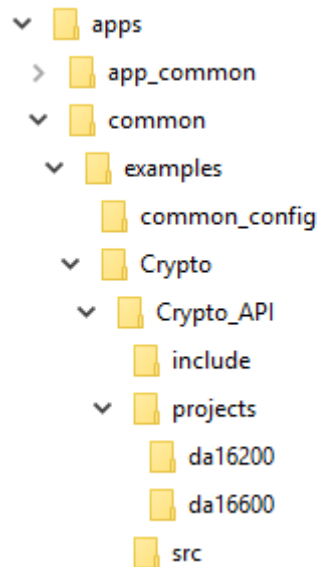 apps
app_common
common
examples
common_config
Crypto
Crypto_API
include
projects
da16200
da16600
src